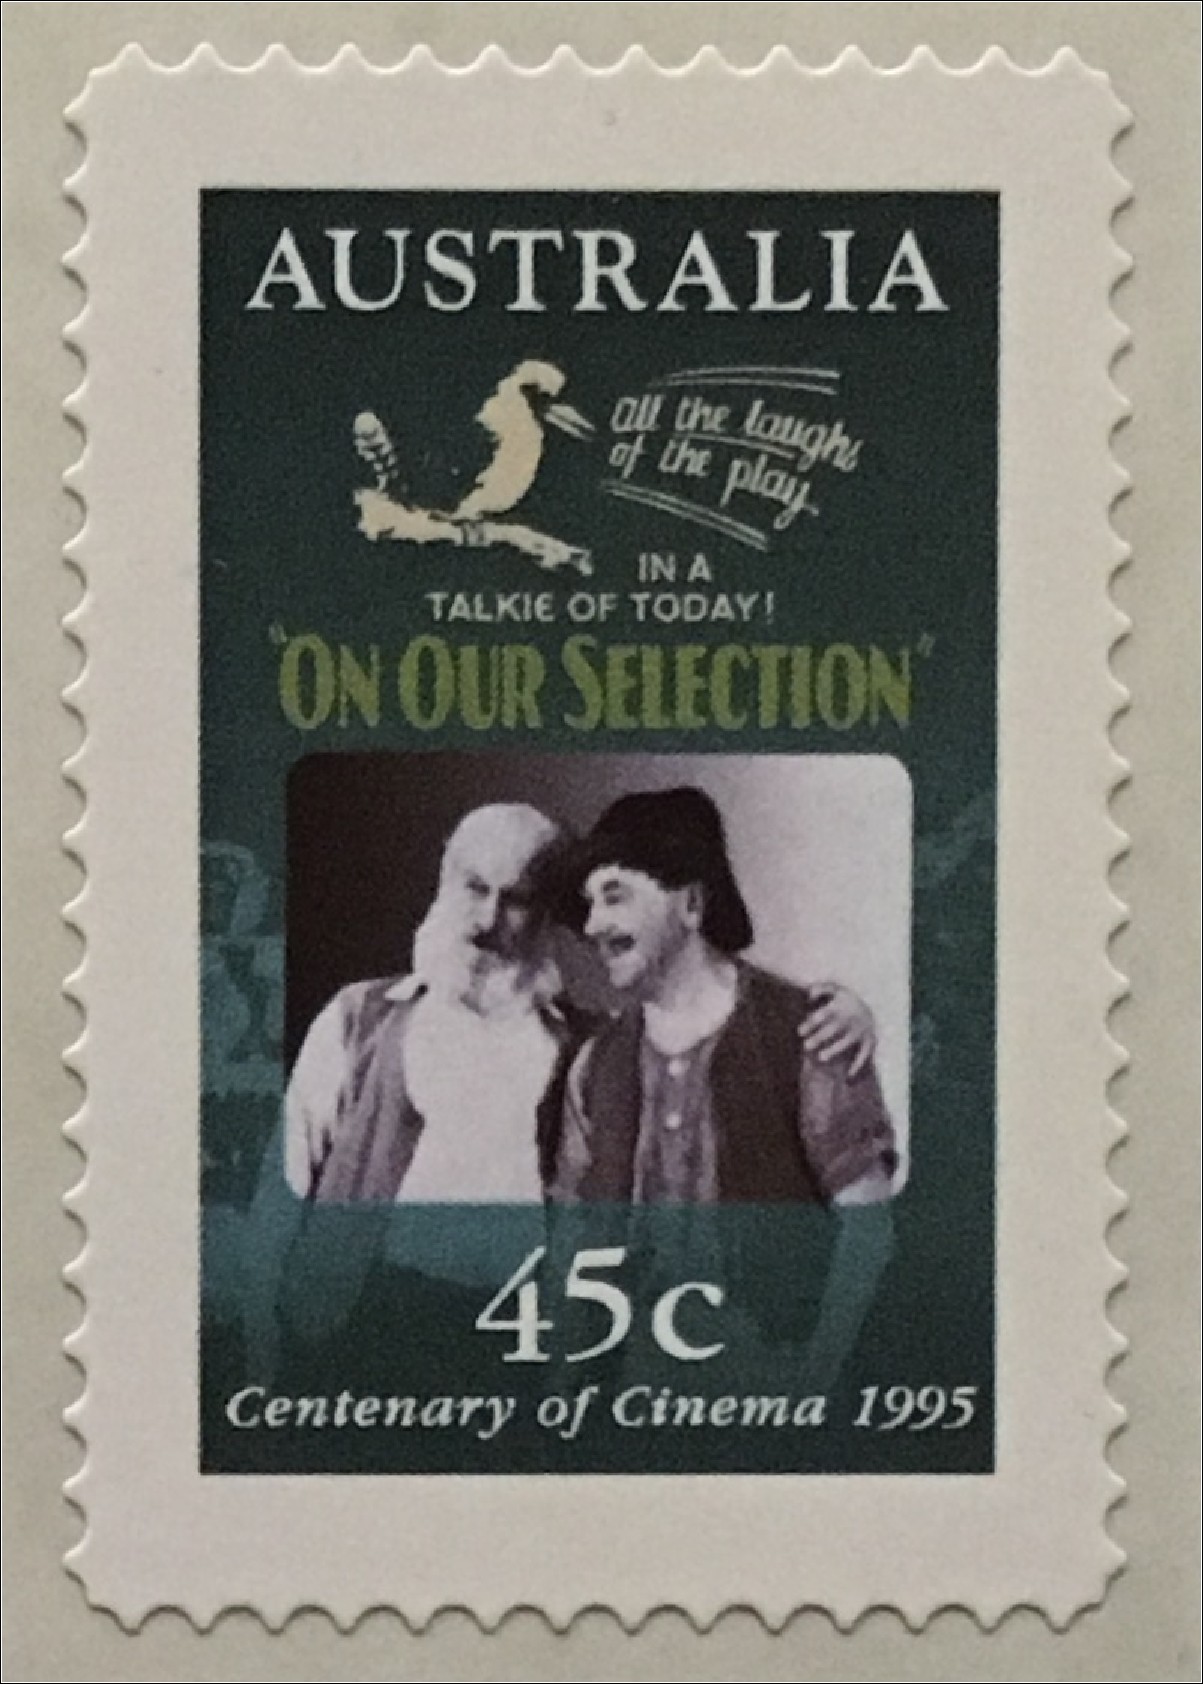 AUSTRALIA
all the laughs
of the play
IN A
TALKIE OF TODAY!
"ON OUR SELECTION"
45c
Centenary of Cinema 1995